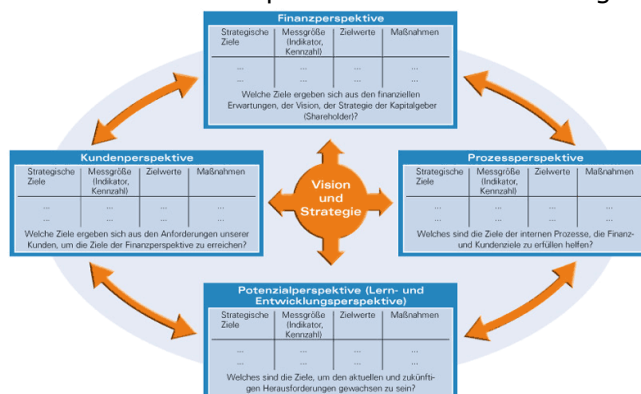 Finanzperspektive
Strategische Messgröße Zielwerte Maßnahmen
Ziele (Indikator,
Kennzahl)
... ... ... ...
... ... ... ...
Welche Ziele ergeben sich aus den finanziellen
Erwartungen, der Vision, der Strategie der Kapitalgeber
(Shareholder)?
Kundenperspektive
Strategische Messgröße Zielwerte Maßnahmen
Ziele (Indikator,
Kennzahl)
... ... ... ...
... ... ... ...
Welche Ziele ergeben sich aus den Anforderungen unserer
Kunden, um die Ziele der Finanzperspektive zu erreichen?
Vision
und
Strategie
Prozessperspektive
Strategische Messgröße Zielwerte Maßnahmen
Ziele (Indikator,
Kennzahl)
... ... ... ...
... ... ... ...
Welches sind die Ziele der internen Prozesse, die Finanz-
und Kundenziele zu erfüllen helfen?
Potenzialperspektive (Lern- und
Entwicklungsperspektive)
Strategische Messgröße Zielwerte Maßnahmen
Ziele (Indikator,
Kennzahl)
... ... ... ...
... ... ... ...
Welches sind die Ziele, um den aktuellen und zukünfti-
gen Herausforderungen gewachsen zu sein?